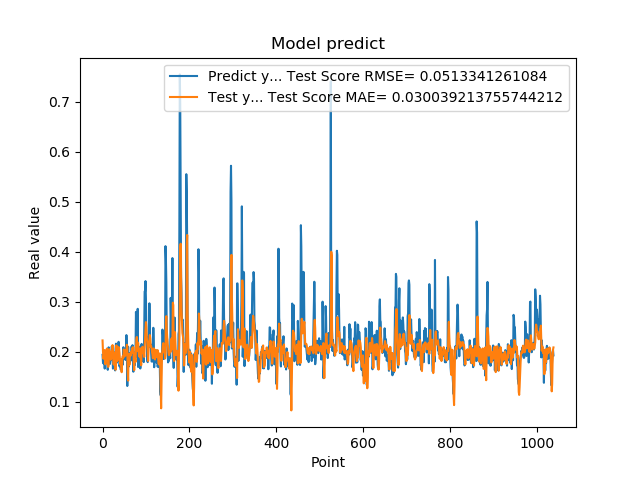 Model predict
Predict y... Test Score RMSE= 0.0513341261084
Test y... Test Score MAE= 0.030039213755744212
0.7
0.6
0.5
0.4
0.3
0.2
0.1
Real value
0 200 400 600 800 1000
Point